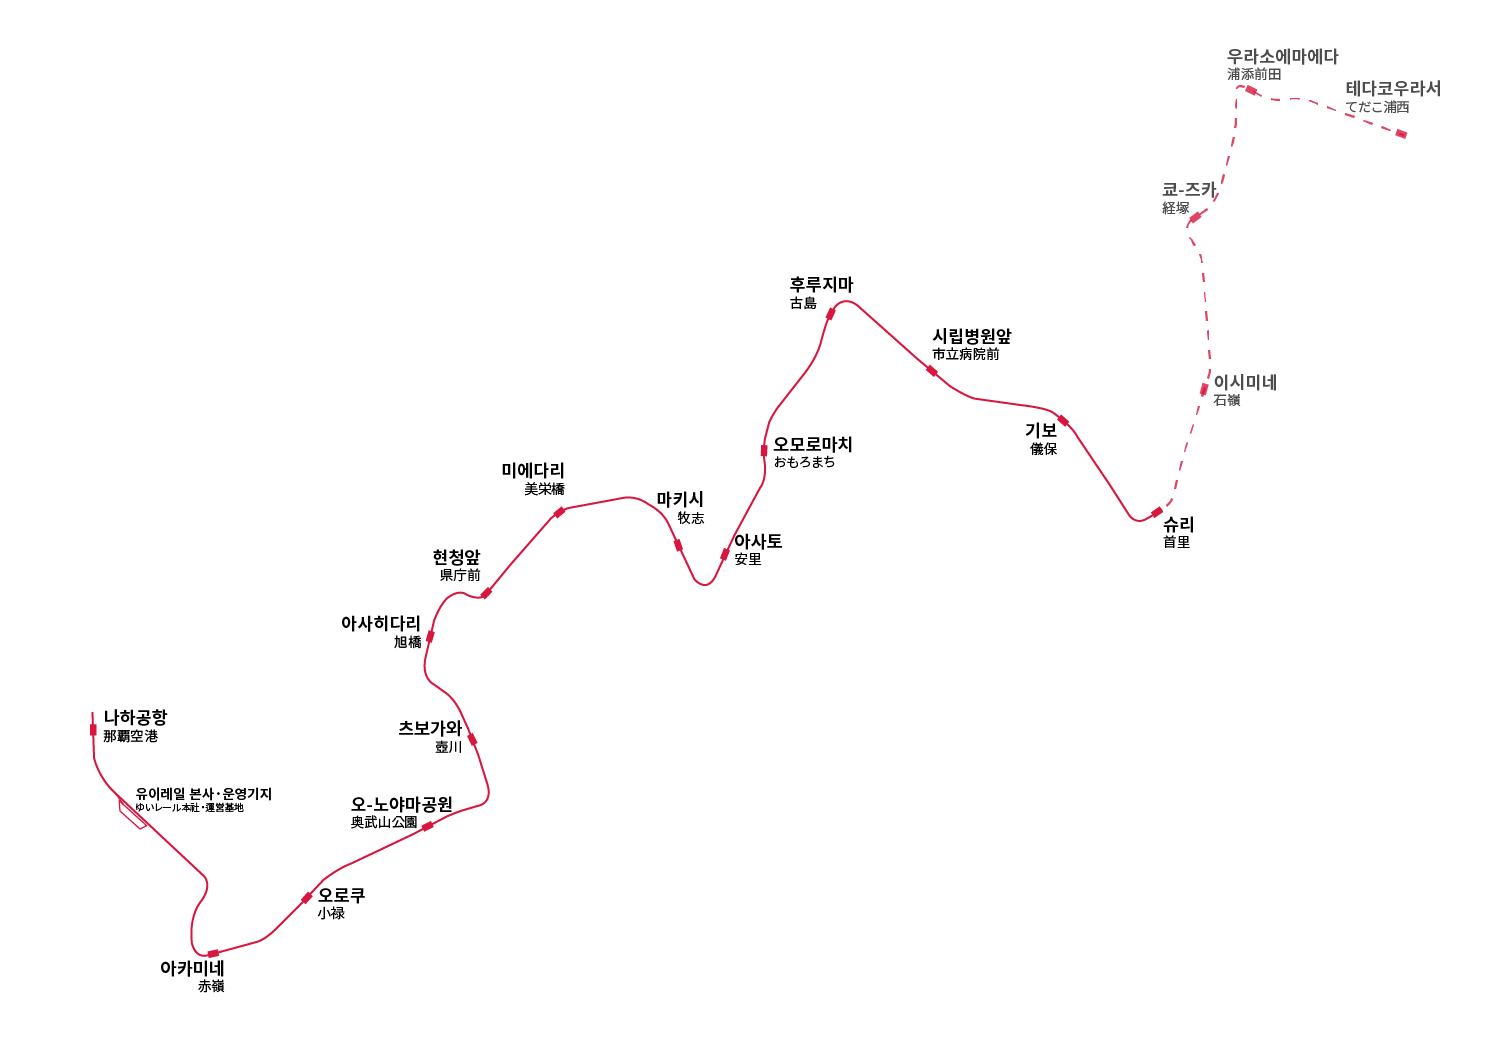 우라소에마에다
浦添前田
테다코우라서
てだこ浦西
쿄-즈카
経塚
후루지마
古島
시립병원앞
市立病院前
이시미네
石嶺
기보
儀保
오모로마치
おもろまち
미에다리
美栄橋
마키시
牧志
슈리
首里
아사토
安里
현청앞
県庁前
아사히다리
旭橋
나하공항
那覇空港
츠보가와
壺川
유이레일 본사·운영기지
ゆいレール本社・運営基地
오-노야마공원
奥武山公園
오로쿠
小禄
아카미네
赤嶺